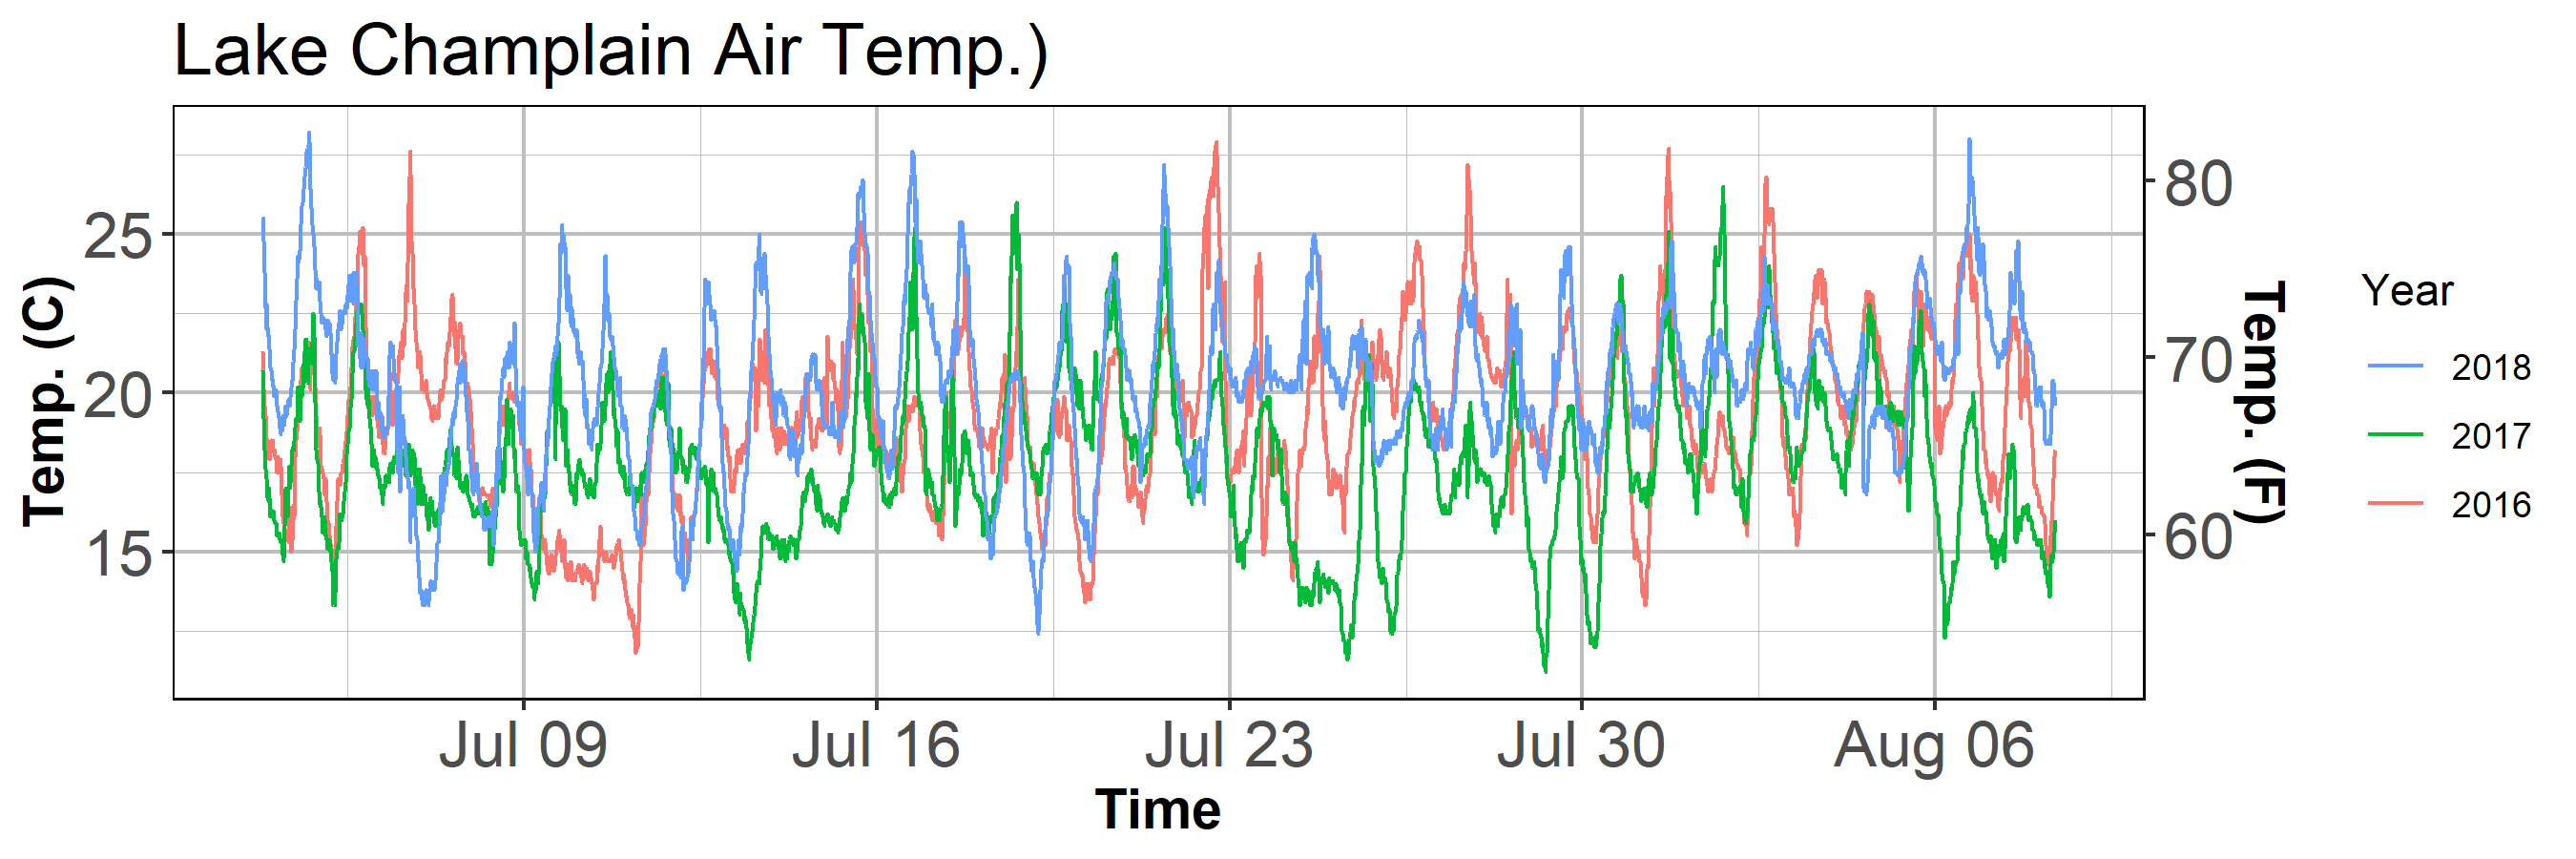 Lake Champlain Air Temp.)
Temp. (C)
25
20
15
80
70
60
Temp. (F)
Jul 09
Jul 16
Jul 23
Jul 30
Aug 06
Time
Year
2018
2017
2016